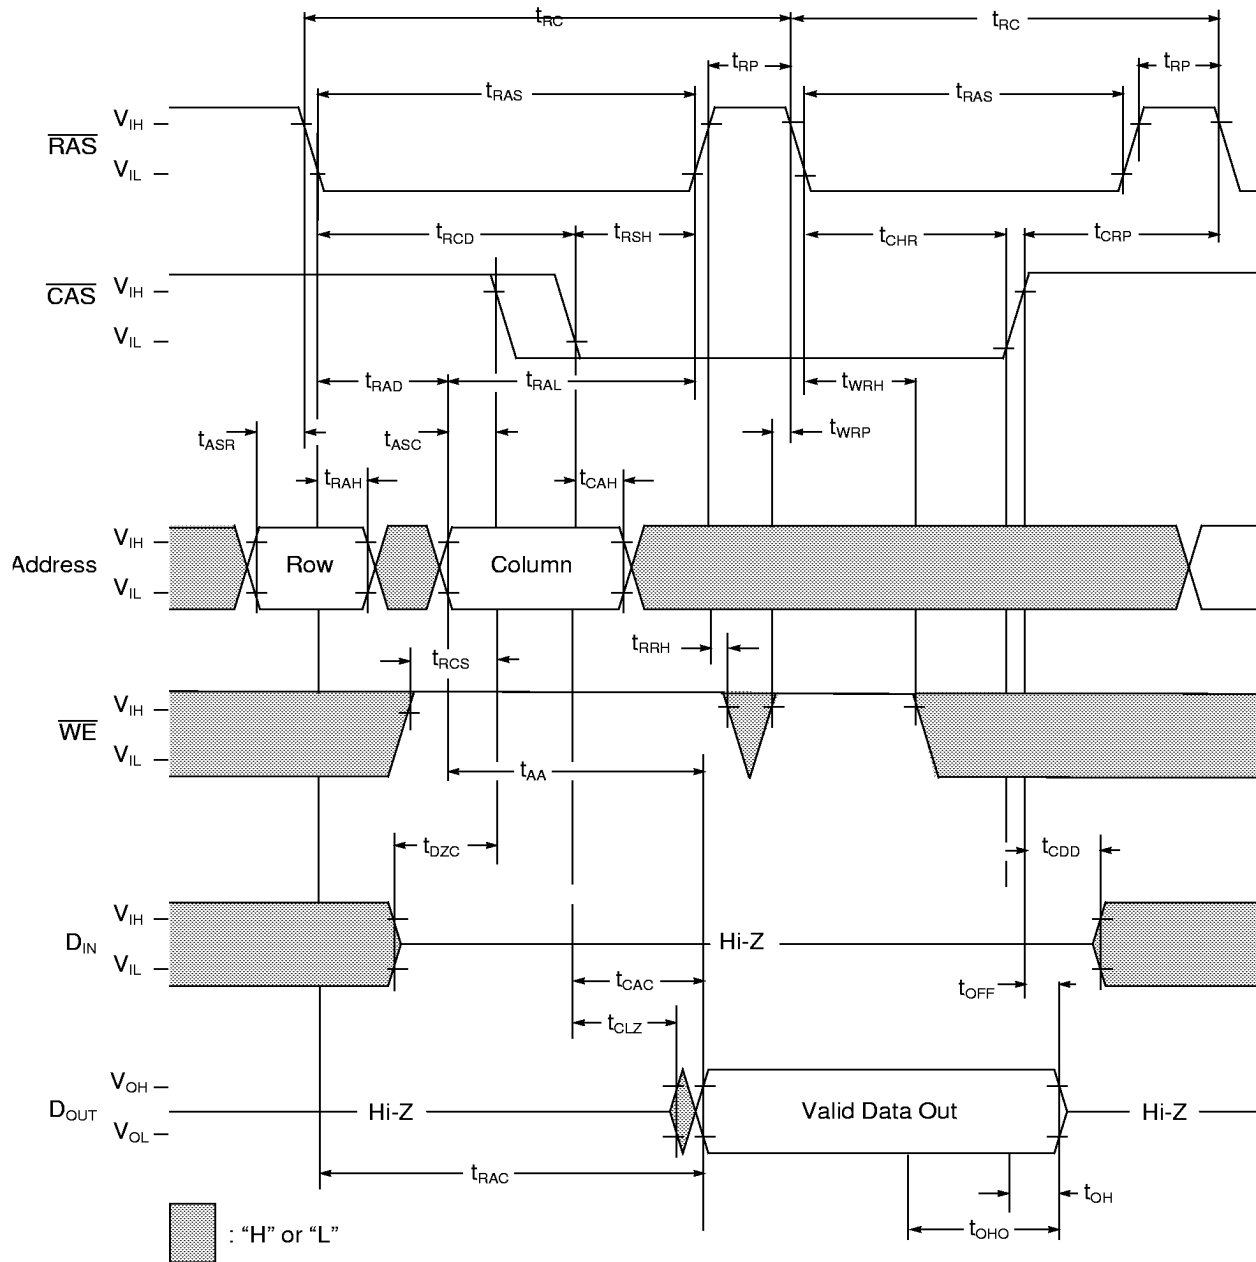 tRC tRC
tRP tRP
tRAS tRAS
RAS VIH
VIL
tRCD tRSH tCHR tCRP
CAS VIH
VIL
tRAD tRAL tWRH
tASR tASC tWRP
tRAH tCAH
Address VIH
VIL
Row Column
tRRH
tRCS
WE VIH
VIL
tAA
tDZC tCDD
DIN VIH
VIL
Hi-Z
tCAC tOFF
tCLZ
DOUT VOH
VOL
Hi-Z Valid Data Out Hi-Z
tRAC tOH
tOHO
: “H” or “L”